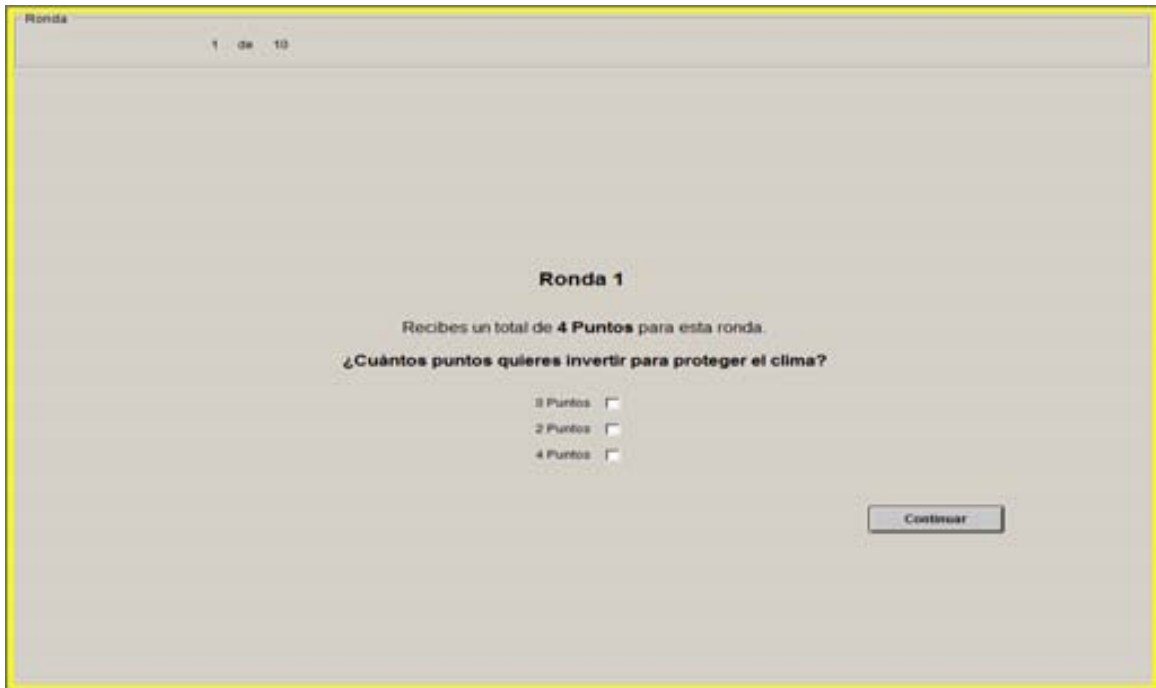 Ronda
1 de 10
Ronda 1
Recibes un total de 4 Puntos para esta ronda.
¿Cuántos puntos quieres invertir para proteger el clima?
0 Puntos
2 Puntos
4 Puntos
Continuar